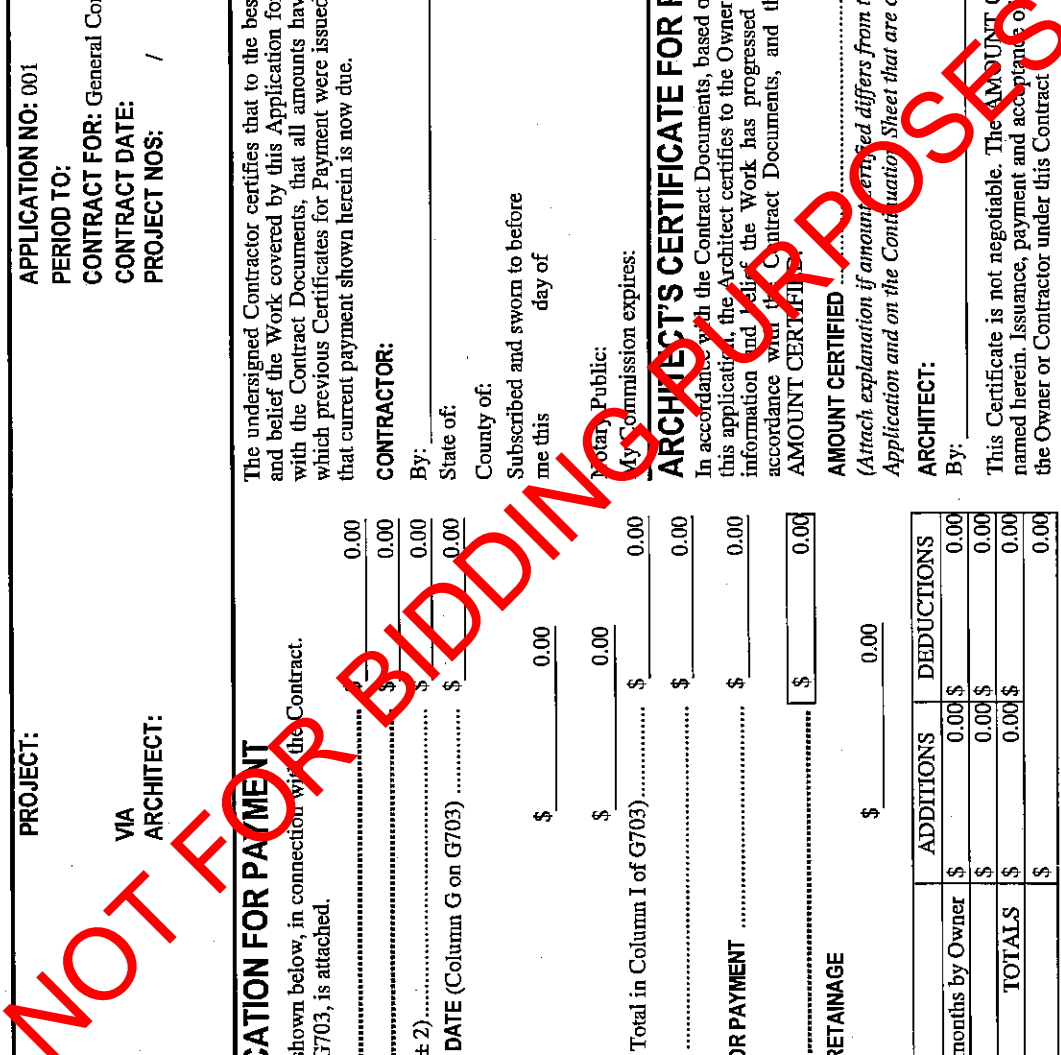 PROJECT:
VIA
ARCHITECT:
APPLICATION NO: 001
PERIOD TO:
CONTRACT FOR: General Co
CONTRACT DATE:
PROJECT NOS: /
CATION FOR PAYMENT
shown below, in connection with the Contract.
G703, is attached.
$ 0.00
$ 0.00
± 2) $ 0.00
DATE (Column G on G703) $ 0.00
$ 0.00
$ 0.00
Total in Column I of G703) $ 0.00
$ 0.00
OR PAYMENT $ 0.00
$ 0.00
RETAINAGE
$ 0.00
ADDITIONS DEDUCTIONS
months by Owner $ 0.00 $ 0.00
$ 0.00 $ 0.00
TOTALS $ 0.00 $ 0.00
$ 0.00
The undersigned Contractor certifies that to the bes
and belief the Work covered by this Application for
with the Contract Documents, that all amounts hav
which previous Certificates for Payment were issued
that current payment shown herein is now due.
CONTRACTOR:
By:
State of:
County of:
Subscribed and sworn to before
me this day of
Notary Public:
My Commission expires:
ARCHITECT'S CERTIFICATE FOR P
In accordance with the Contract Documents, based o
this application, the Architect certifies to the Owner
information and belief the Work has progressed
accordance with the Contract Documents, and th
AMOUNT CERTIFIED.
AMOUNT CERTIFIED
(Attach explanation if amount certified differs from t
Application and on the Continuation Sheet that are c
ARCHITECT:
By:
This Certificate is not negotiable. The AMOUNT C
named herein. Issuance, payment and acceptance o
the Owner or Contractor under this Contract
NOT FOR BIDDING PURPOSES